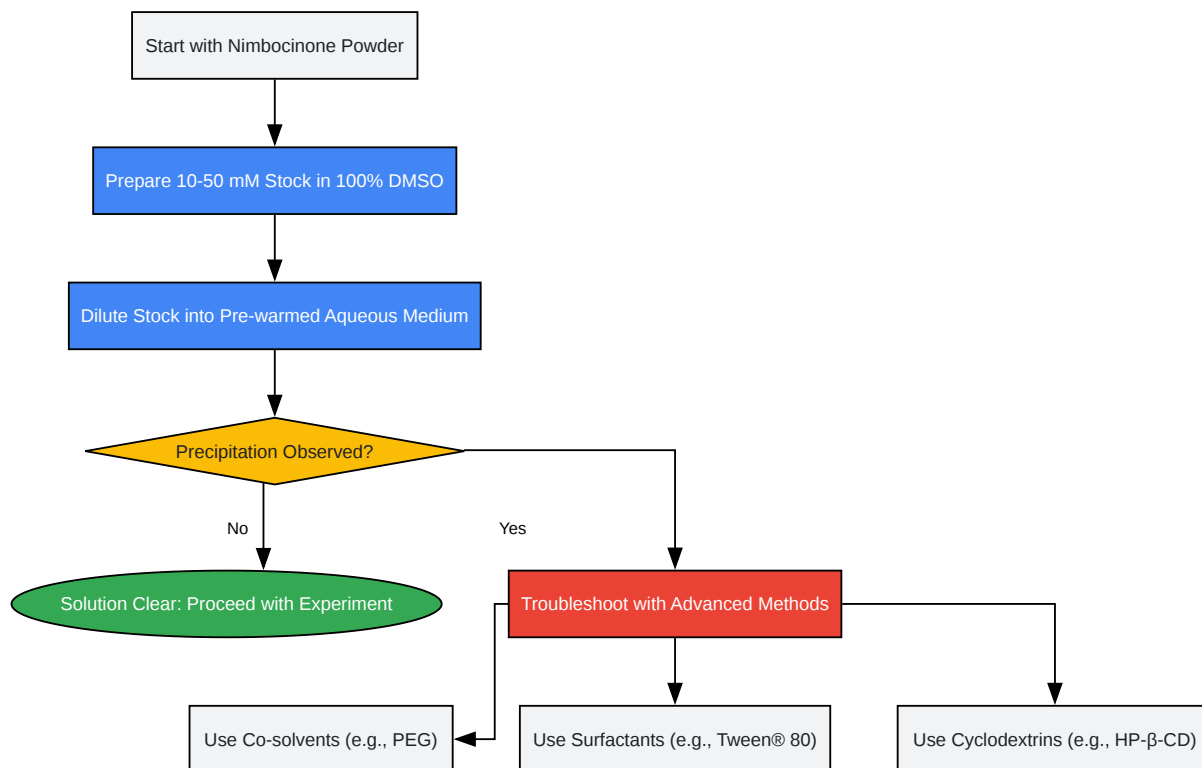 Start with Nimbocinone Powder
Prepare 10-50 mM Stock in 100% DMSO
Dilute Stock into Pre-warmed Aqueous Medium
Precipitation Observed?
No
Yes
Solution Clear: Proceed with Experiment
Troubleshoot with Advanced Methods
Use Co-solvents (e.g., PEG)
Use Surfactants (e.g., Tween® 80)
Use Cyclodextrins (e.g., HP-β-CD)